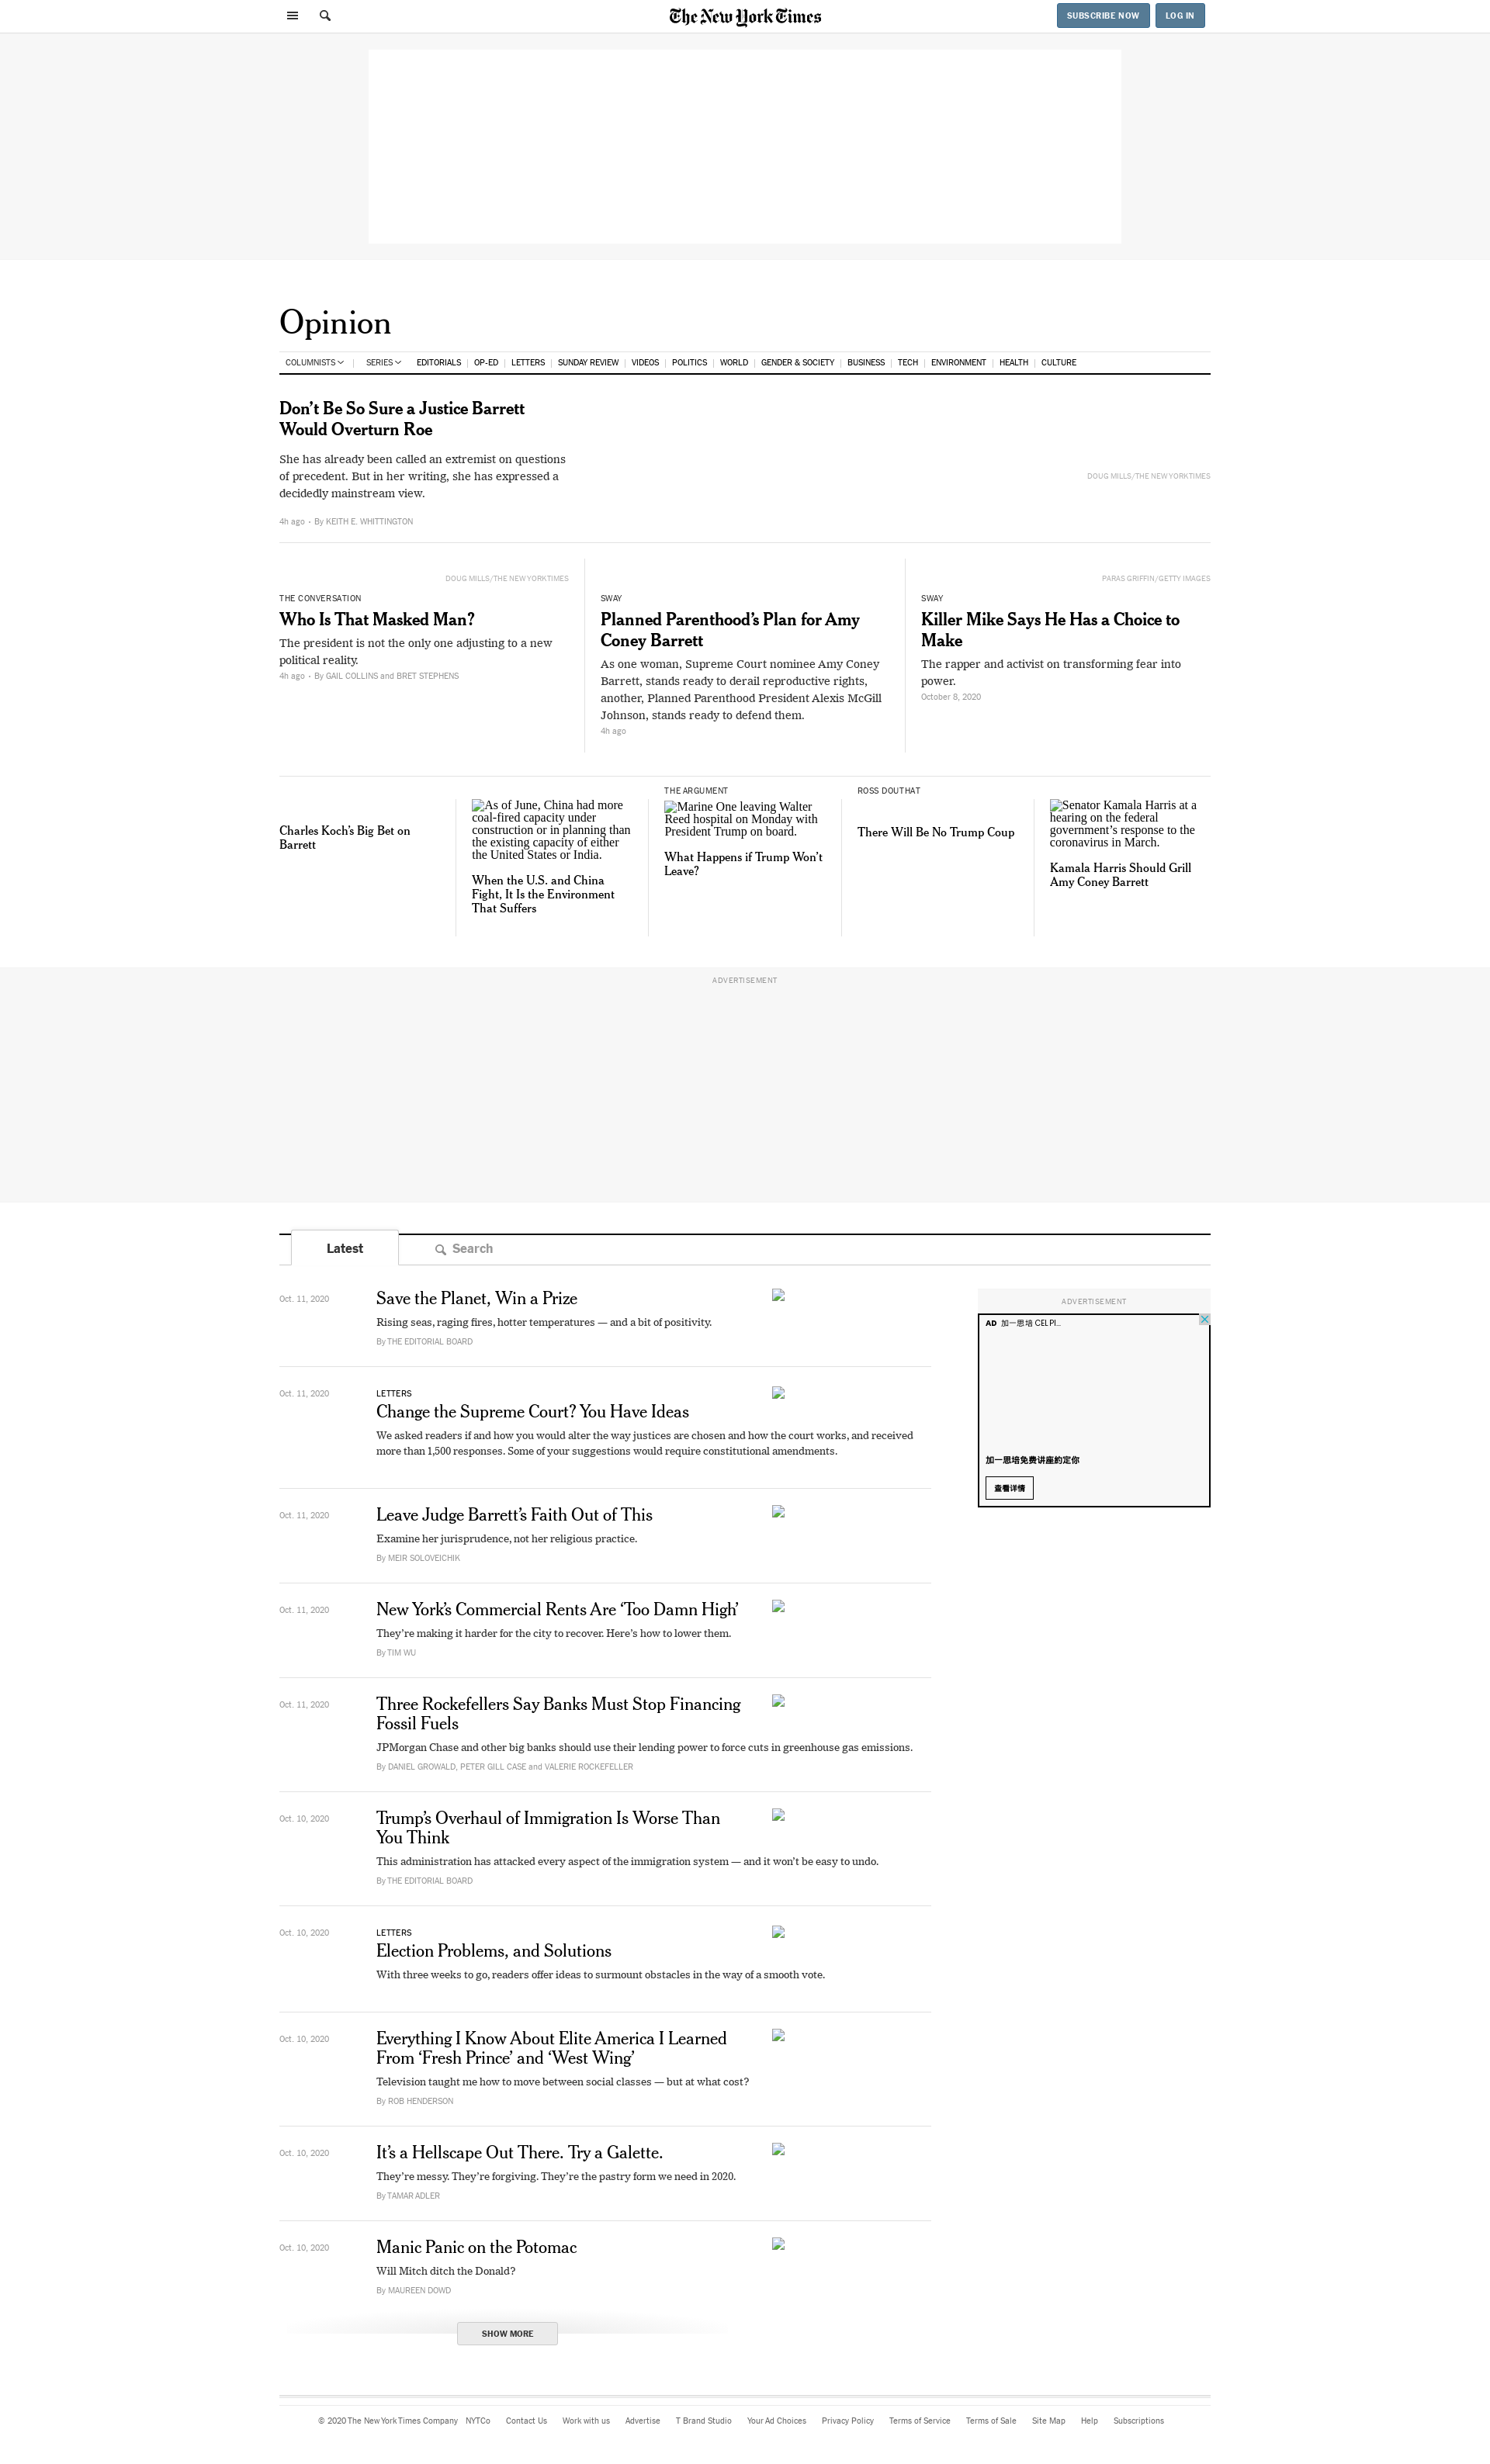 The New York Times
SUBSCRIBE NOW
LOG IN
Opinion
COLUMNISTS
SERIES
EDITORIALS
OP-ED
LETTERS
SUNDAY REVIEW
VIDEOS
POLITICS
WORLD
GENDER & SOCIETY
BUSINESS
TECH
ENVIRONMENT
HEALTH
CULTURE
Don’t Be So Sure a Justice Barrett
Would Overturn Roe
She has already been called an extremist on questions
of precedent. But in her writing, she has expressed a
decidedly mainstream view.
4h ago • By KEITH E. WHITTINGTON
DOUG MILLS/THE NEW YORK TIMES
DOUG MILLS/THE NEW YORK TIMES
THE CONVERSATION
Who Is That Masked Man?
The president is not the only one adjusting to a new
political reality.
4h ago • By GAIL COLLINS and BRET STEPHENS
SWAY
Planned Parenthood’s Plan for Amy
Coney Barrett
As one woman, Supreme Court nominee Amy Coney
Barrett, stands ready to derail reproductive rights,
another, Planned Parenthood President Alexis McGill
Johnson, stands ready to defend them.
4h ago
PARAS GRIFFIN/GETTY IMAGES
SWAY
Killer Mike Says He Has a Choice to
Make
The rapper and activist on transforming fear into
power.
October 8, 2020
Charles Koch’s Big Bet on
Barrett
As of June, China had more
coal-fired capacity under
construction or in planning than
the existing capacity of either
the United States or India.
When the U.S. and China
Fight, It Is the Environment
That Suffers
THE ARGUMENT
Marine One leaving Walter
Reed hospital on Monday with
President Trump on board.
What Happens if Trump Won’t
Leave?
ROSS DOUTHAT
There Will Be No Trump Coup
Senator Kamala Harris at a
hearing on the federal
government’s response to the
coronavirus in March.
Kamala Harris Should Grill
Amy Coney Barrett
ADVERTISEMENT
Latest
Search
Oct. 11, 2020
Save the Planet, Win a Prize
Rising seas, raging fires, hotter temperatures — and a bit of positivity.
By THE EDITORIAL BOARD
Oct. 11, 2020
LETTERS
Change the Supreme Court? You Have Ideas
We asked readers if and how you would alter the way justices are chosen and how the court works, and received
more than 1,500 responses. Some of your suggestions would require constitutional amendments.
Oct. 11, 2020
Leave Judge Barrett’s Faith Out of This
Examine her jurisprudence, not her religious practice.
By MEIR SOLOVEICHIK
Oct. 11, 2020
New York’s Commercial Rents Are ‘Too Damn High’
They’re making it harder for the city to recover. Here’s how to lower them.
By TIM WU
Oct. 11, 2020
Three Rockefellers Say Banks Must Stop Financing
Fossil Fuels
JPMorgan Chase and other big banks should use their lending power to force cuts in greenhouse gas emissions.
By DANIEL GROWALD, PETER GILL CASE and VALERIE ROCKEFELLER
Oct. 10, 2020
Trump’s Overhaul of Immigration Is Worse Than
You Think
This administration has attacked every aspect of the immigration system — and it won’t be easy to undo.
By THE EDITORIAL BOARD
Oct. 10, 2020
LETTERS
Election Problems, and Solutions
With three weeks to go, readers offer ideas to surmount obstacles in the way of a smooth vote.
Oct. 10, 2020
Everything I Know About Elite America I Learned
From ‘Fresh Prince’ and ‘West Wing’
Television taught me how to move between social classes — but at what cost?
By ROB HENDERSON
Oct. 10, 2020
It’s a Hellscape Out There. Try a Galette.
They’re messy. They’re forgiving. They’re the pastry form we need in 2020.
By TAMAR ADLER
Oct. 10, 2020
Manic Panic on the Potomac
Will Mitch ditch the Donald?
By MAUREEN DOWD
SHOW MORE
ADVERTISEMENT
AD 加一思培 CELPI...
加一思培免费讲座约定你
查看详情
© 2020 The New York Times Company
NYTCo
Contact Us
Work with us
Advertise
T Brand Studio
Your Ad Choices
Privacy Policy
Terms of Service
Terms of Sale
Site Map
Help
Subscriptions